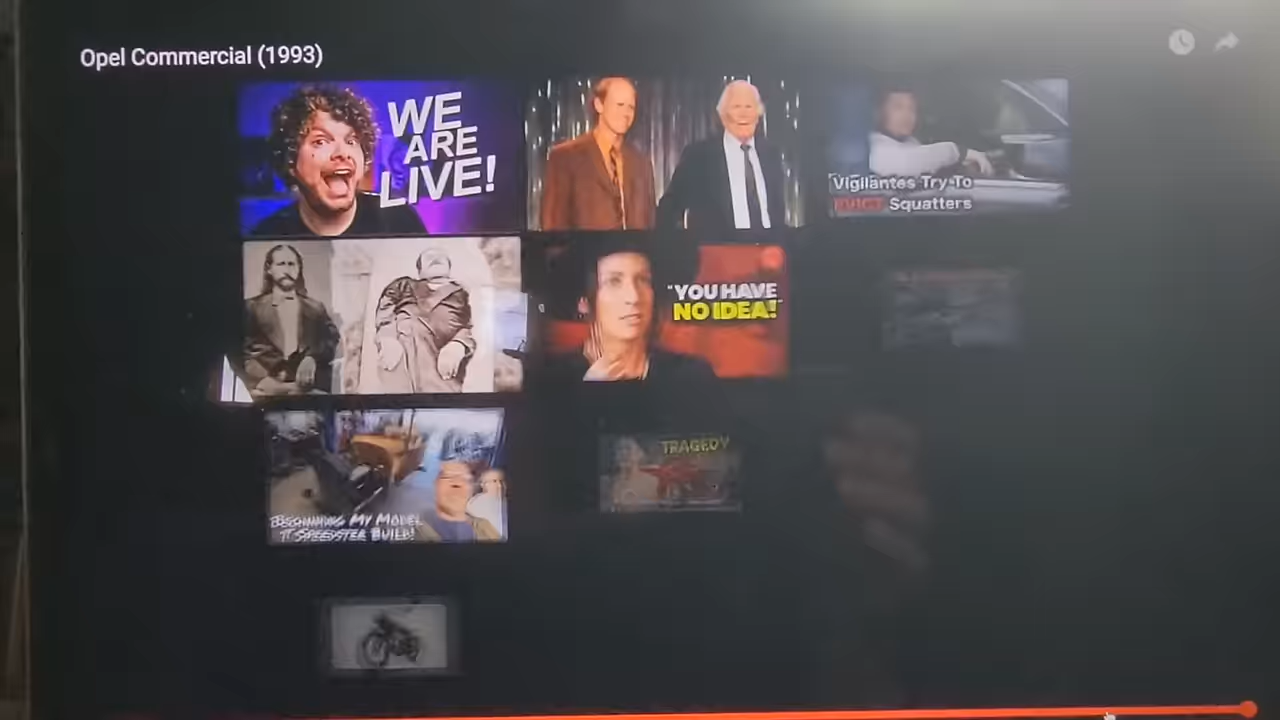 Opel Commercial (1993)
WE
ARE
LIVE!
Vigilantes Try To
EVICT Squatters
"YOU HAVE
NO IDEA!"
BEGINNING MY MODEL
T SPEEDSTER BUILD!
TRAGEDY